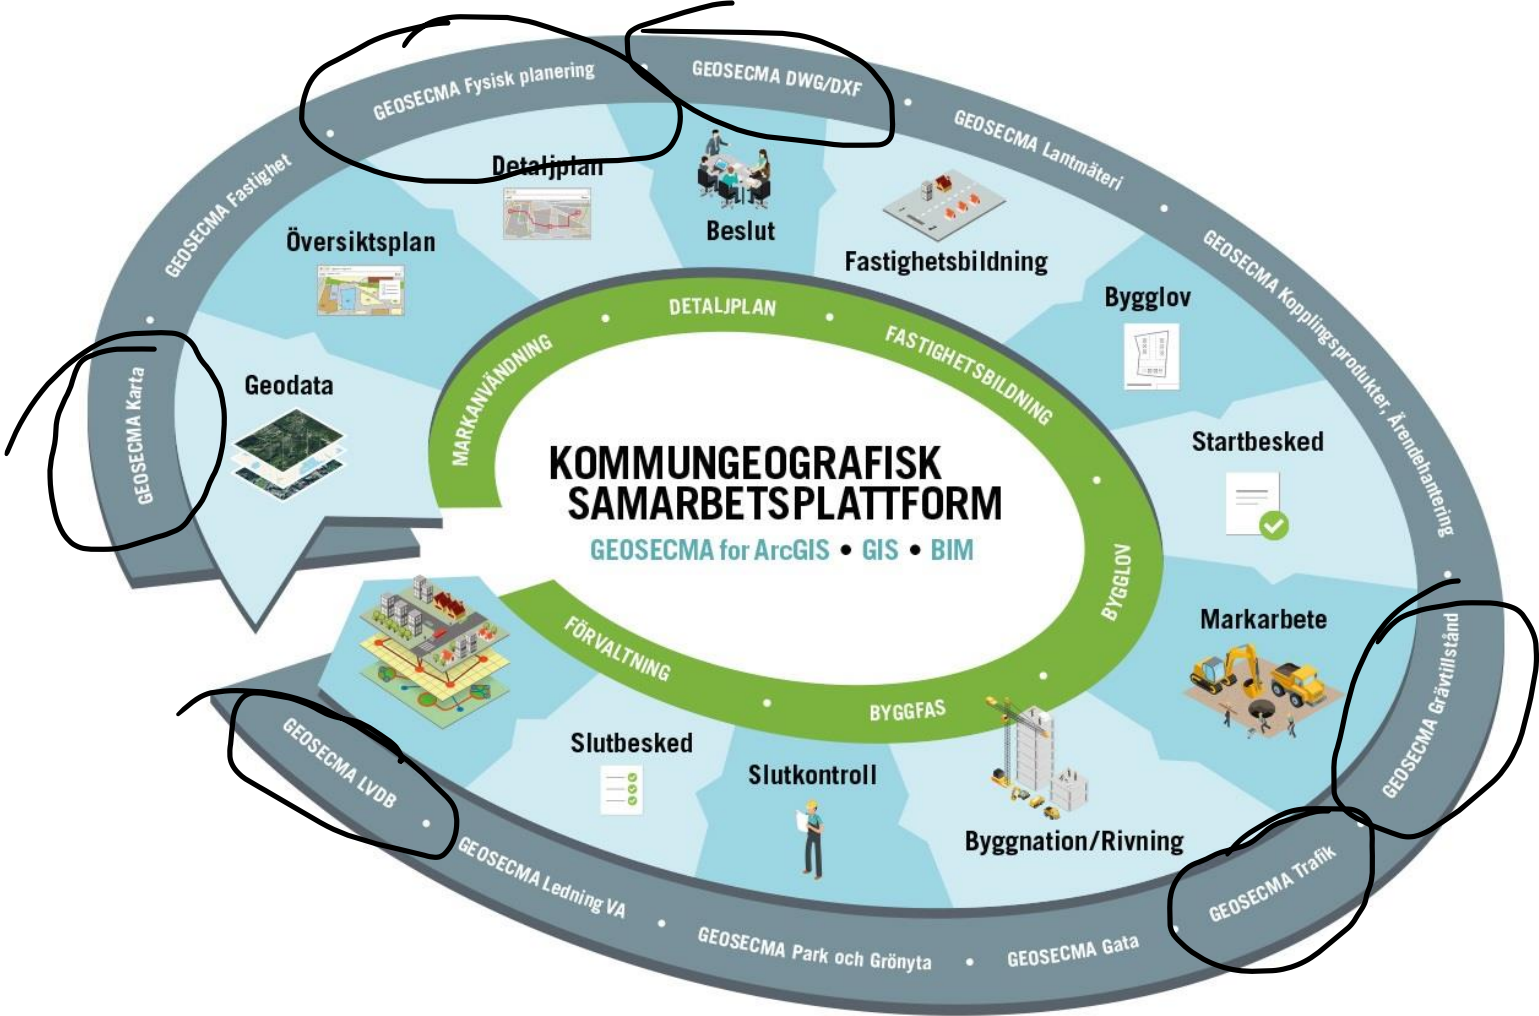 GEOSECMA Karta
GEOSECMA Fastighet
GEOSECMA Fysisk planering
GEOSECMA DWG/DXF
GEOSECMA Lantmäteri
GEOSECMA Kopplingsprodukter, Ärendehantering
GEOSECMA Grävtillstånd
GEOSECMA Trafik
GEOSECMA Gata
GEOSECMA Park och Grönyta
GEOSECMA Ledning VA
GEOSECMA LVDB
Geodata
Översiktsplan
Detaljplan
Beslut
Fastighetsbildning
Bygglov
Startbesked
Markarbete
Byggnation/Rivning
Slutkontroll
Slutbesked
MARKANVÄNDNING
DETALJPLAN
FASTIGHETSBILDNING
BYGGLOV
BYGGFAS
FÖRVALTNING
KOMMUNGEOGRAFISK
SAMARBETSPLATTFORM
GEOSECMA for ArcGIS • GIS • BIM